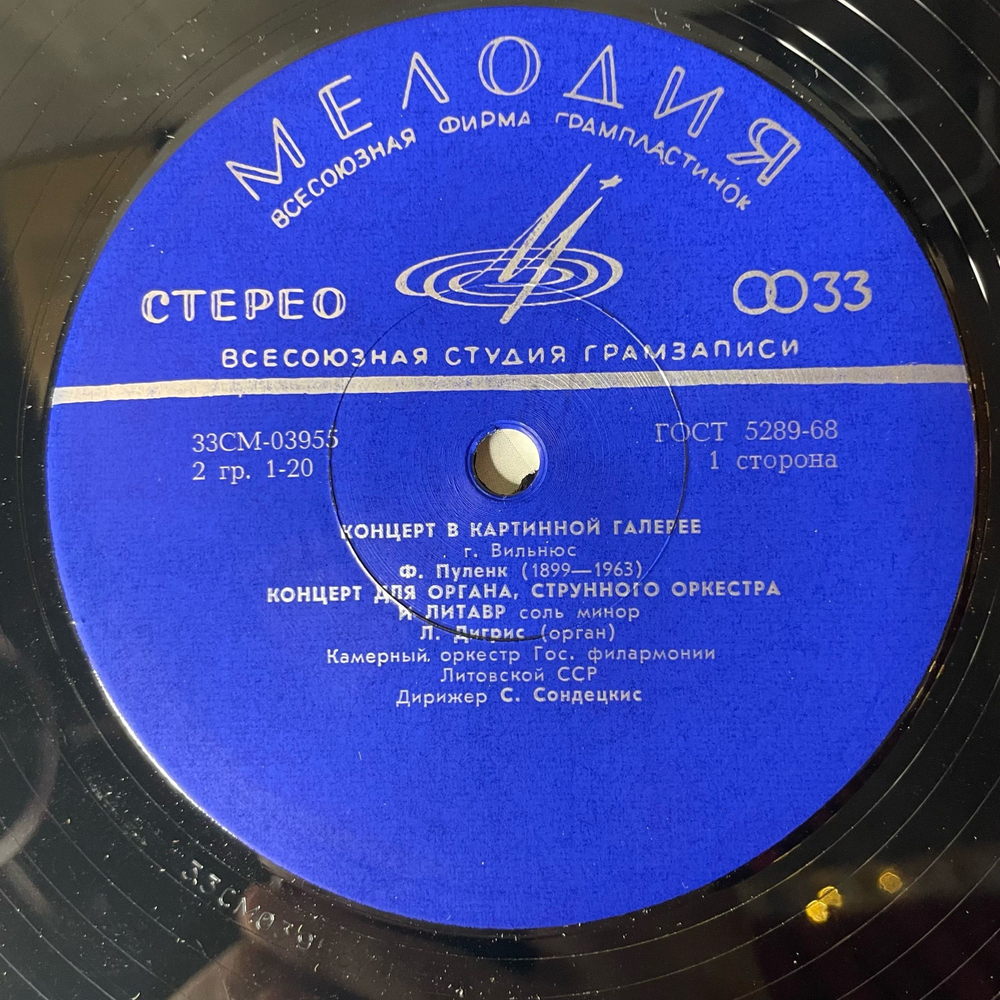 МЕЛОДИЯ
ВСЕСОЮЗНАЯ ФИРМА ГРАМПЛАСТИНОК
СТЕРЕО
33
ВСЕСОЮЗНАЯ СТУДИЯ ГРАМЗАПИСИ
33СМ-03955
ГОСТ 5289-68
2 гр. 1-20
1 сторона
КОНЦЕРТ В КАРТИННОЙ ГАЛЕРЕЕ
г. Вильнюс
Ф. Пуленк (1899—1963)
КОНЦЕРТ ДЛЯ ОРГАНА, СТРУННОГО ОРКЕСТРА
И ЛИТАВР соль минор
Л. Дигрис (орган)
Камерный оркестр Гос. филармонии
Литовской ССР
Дирижер С. Сондецкис